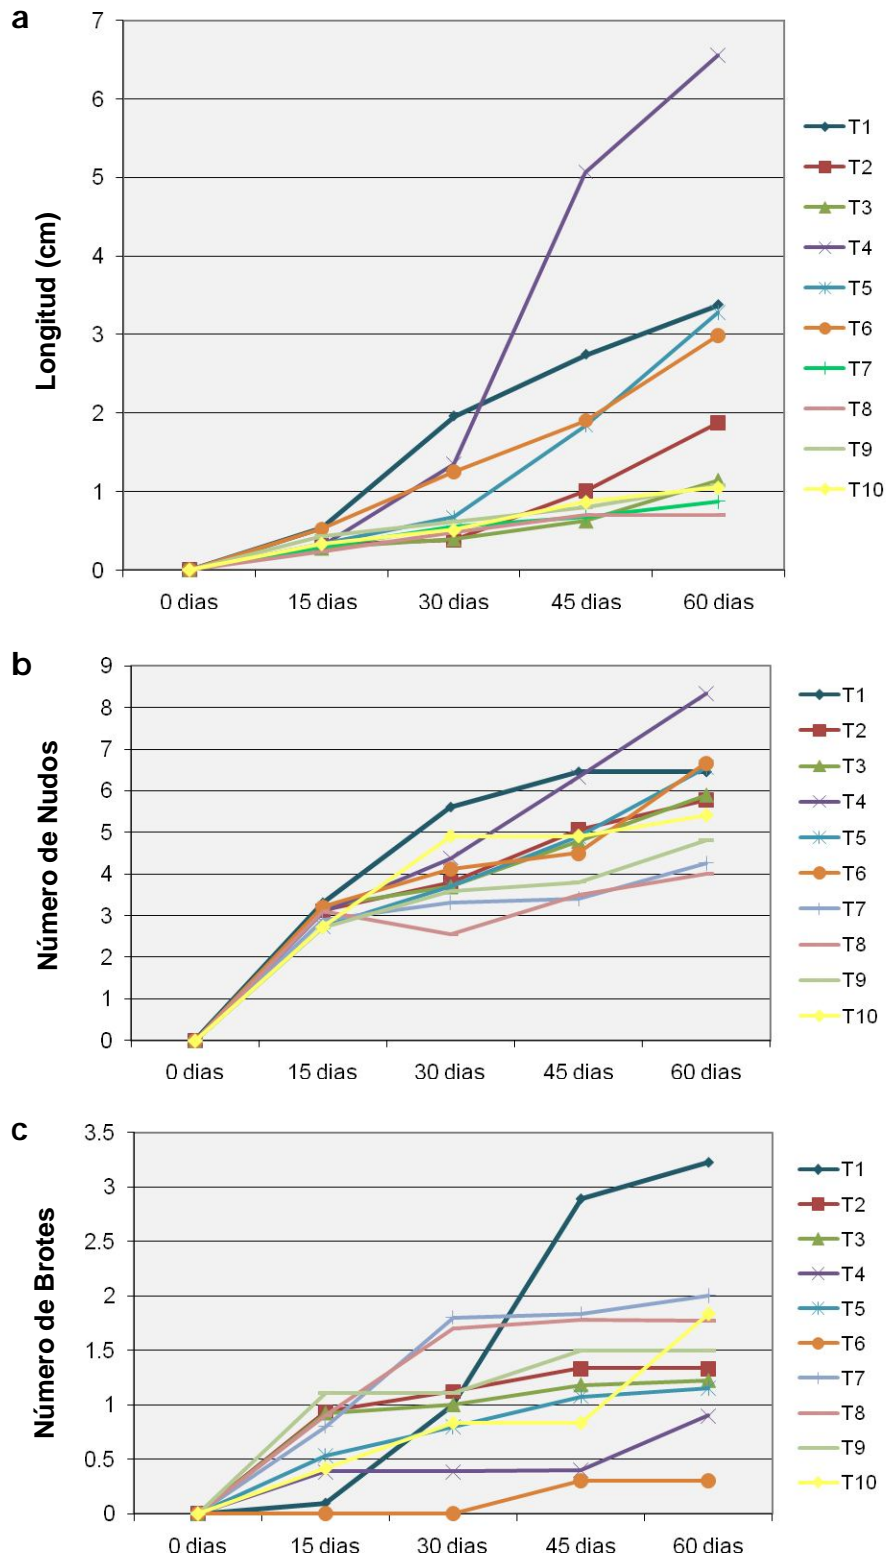 a
Longitud (cm)
7
6
5
4
3
2
1
0
0 dias 15 dias 30 dias 45 dias 60 dias
T1
T2
T3
T4
T5
T6
T7
T8
T9
T10
b
Número de Nudos
9
8
7
6
5
4
3
2
1
0
0 dias 15 dias 30 dias 45 dias 60 dias
T1
T2
T3
T4
T5
T6
T7
T8
T9
T10
c
Número de Brotes
3.5
3
2.5
2
1.5
1
0.5
0
0 dias 15 dias 30 dias 45 dias 60 dias
T1
T2
T3
T4
T5
T6
T7
T8
T9
T10